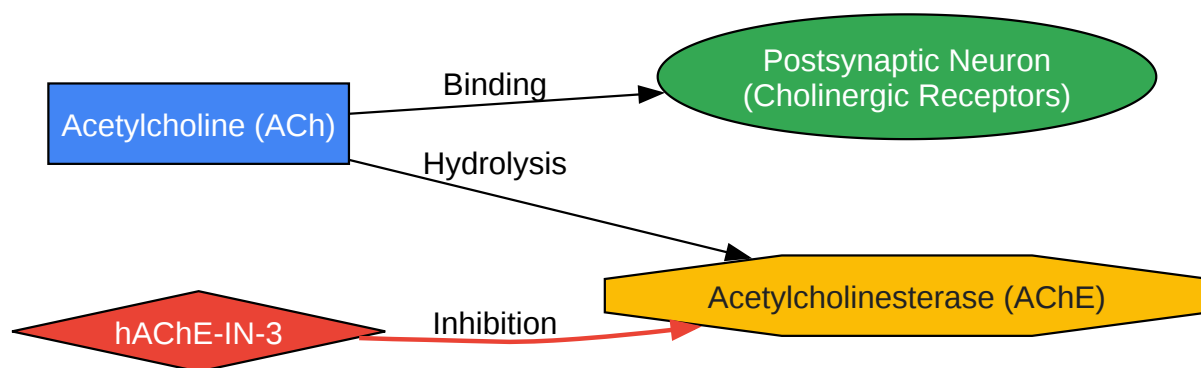 Postsynaptic Neuron
(Cholinergic Receptors)
Binding
Acetylcholine (ACh)
Hydrolysis
Acetylcholinesterase (AChE)
hAChE-IN-3
Inhibition